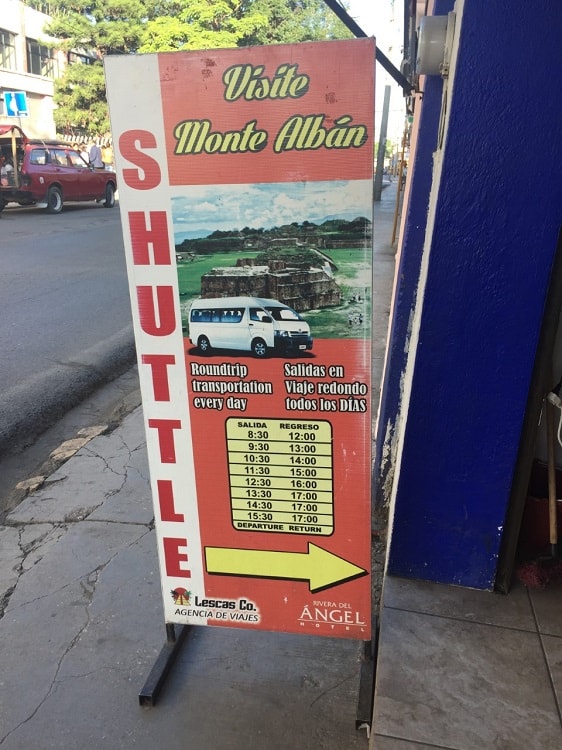 Visite
Monte Albán
SHUTTLE
Roundtrip
transportation
every day
Salidas en
Viaje redondo
todos los DÍAS
SALIDA REGRESO
8:30 12:00
9:30 13:00
10:30 14:00
11:30 15:00
12:30 16:00
13:30 17:00
14:30 17:00
15:30 17:00
DEPARTURE RETURN
Lescas Co.
AGENCIA DE VIAJES
RIVERA DEL
ÁNGEL
HOTEL